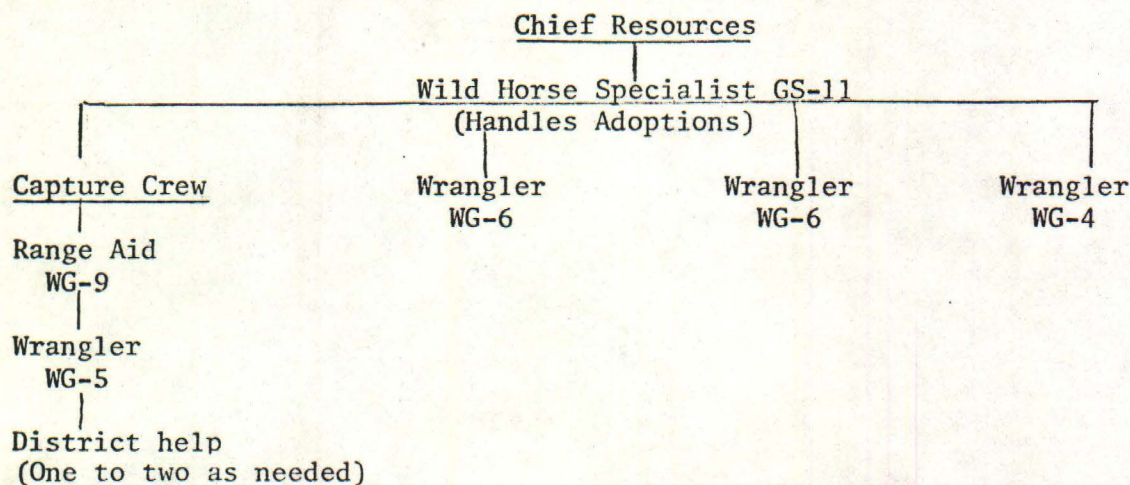 Chief Resources
Wild Horse Specialist GS-11
(Handles Adoptions)
Capture Crew
Range Aid
WG-9
Wrangler
WG-5
District help
(One to two as needed)
Wrangler
WG-6
Wrangler
WG-6
Wrangler
WG-4